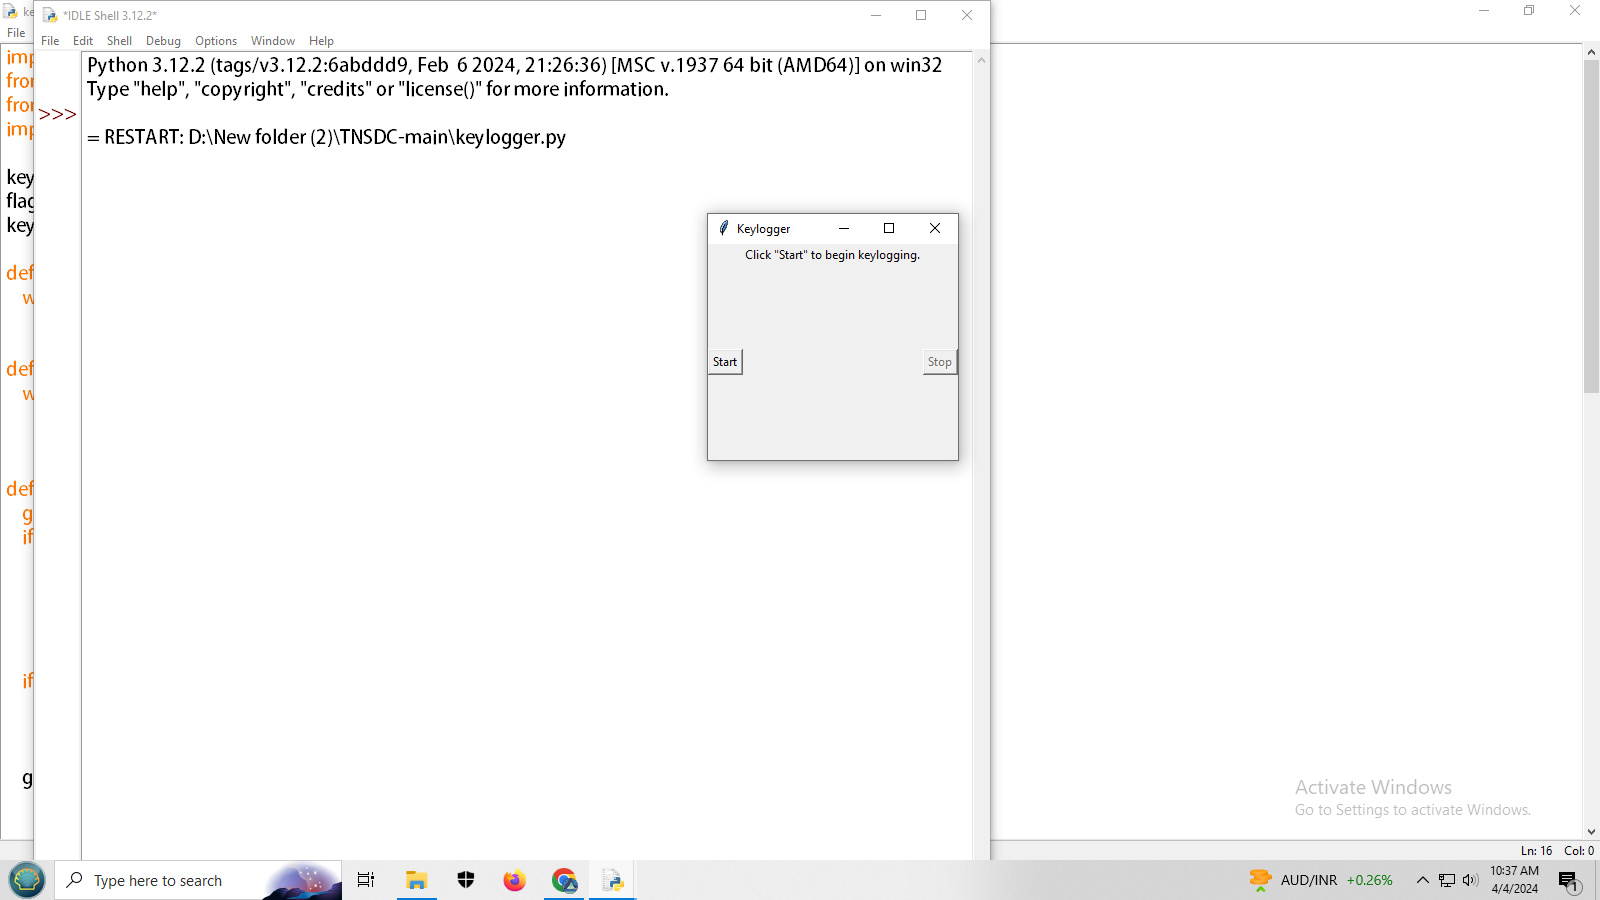 ke
File
imp
from
from
imp
key
flag
key
def
w
def
w
def
g
if
if
g
*IDLE Shell 3.12.2*
File Edit Shell Debug Options Window Help
Python 3.12.2 (tags/v3.12.2:6abddd9, Feb  6 2024, 21:26:36) [MSC v.1937 64 bit (AMD64)] on win32
Type "help", "copyright", "credits" or "license()" for more information.
>>>
= RESTART: D:\New folder (2)\TNSDC-main\keylogger.py
Keylogger
Click "Start" to begin keylogging.
Start Stop
Activate Windows
Go to Settings to activate Windows.
Ln: 16 Col: 0
Type here to search
AUD/INR +0.26%
10:37 AM
4/4/2024
1